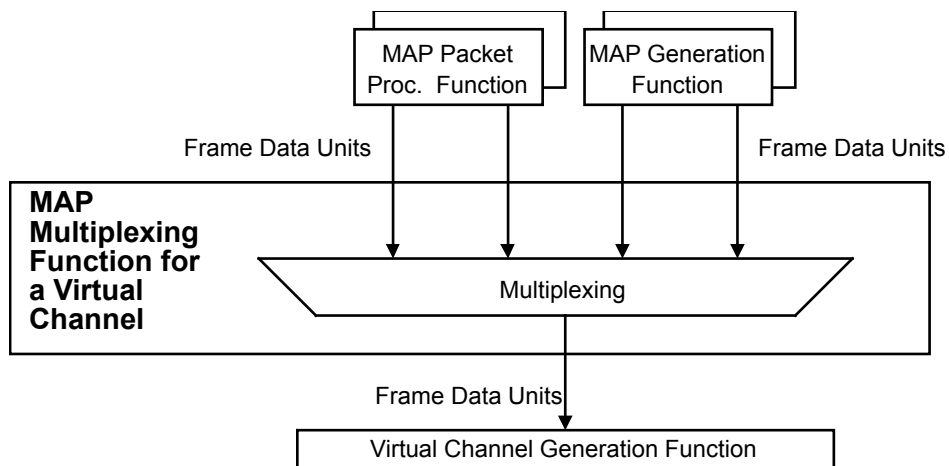 MAP Packet
Proc. Function
MAP Generation
Function
Frame Data Units
Frame Data Units
MAP
Multiplexing
Function for
a Virtual
Channel
Multiplexing
Frame Data Units
Virtual Channel Generation Function